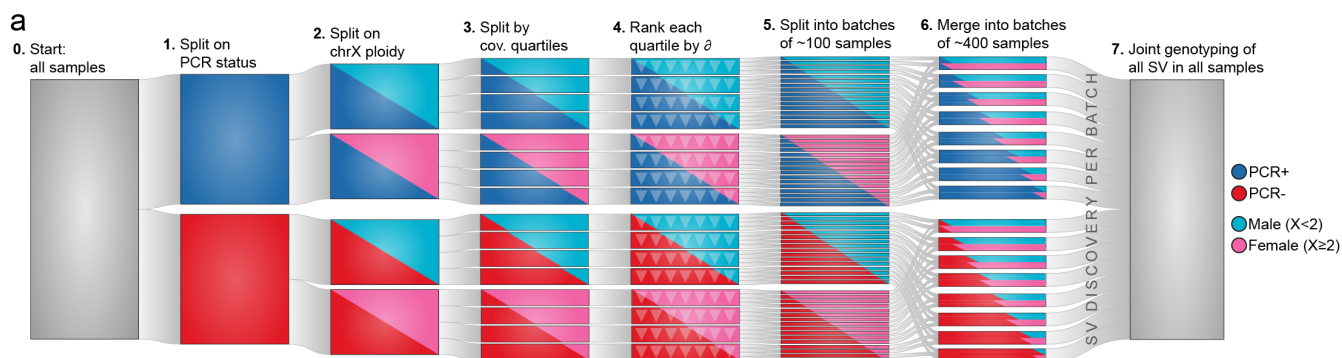 a
0. Start:
all samples
1. Split on
PCR status
2. Split on
chrX ploidy
3. Split by
cov. quartiles
4. Rank each
quartile by ∂
5. Split into batches
of ~100 samples
6. Merge into batches
of ~400 samples
7. Joint genotyping of
all SV in all samples
SV DISCOVERY PER BATCH
PCR+
PCR-
Male (X<2)
Female (X≥2)